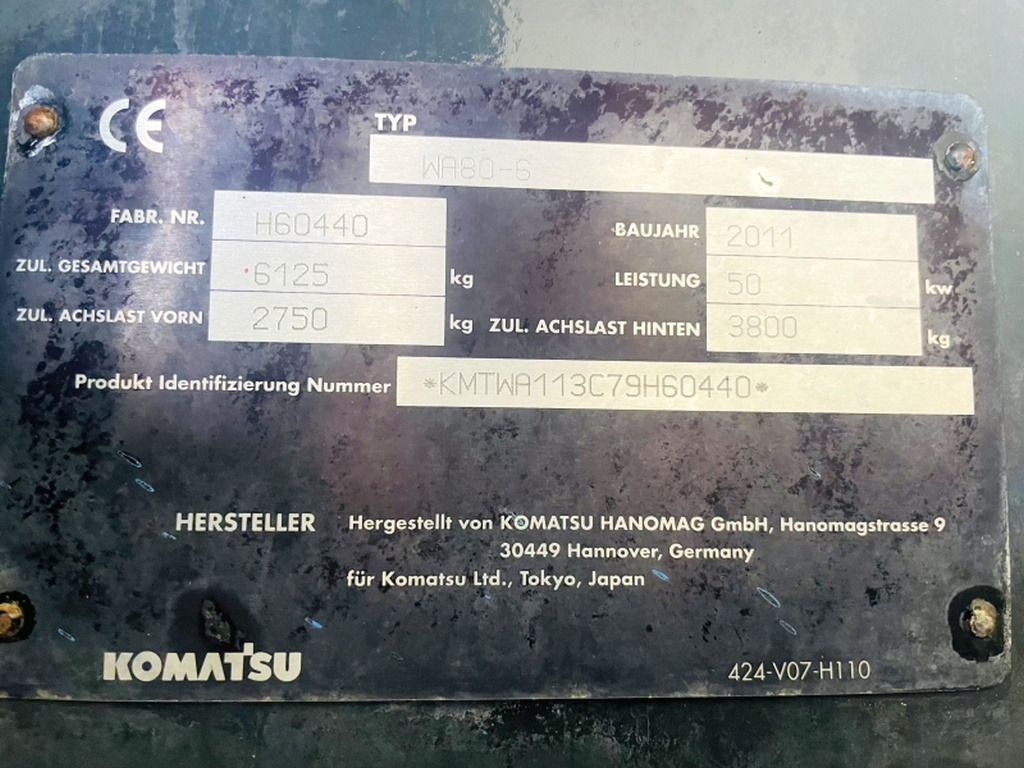 CE
TYP WA80-6
FABR. NR. H60440 BAUJAHR 2011
ZUL. GESAMTGEWICHT 6125 kg LEISTUNG 50 kw
ZUL. ACHSLAST VORN 2750 kg ZUL. ACHSLAST HINTEN 3800 kg
Produkt Identifizierung Nummer *KMTWA113C79H60440*
HERSTELLER Hergestellt von KOMATSU HANOMAG GmbH, Hanomagstrasse 9
30449 Hannover, Germany
für Komatsu Ltd., Tokyo, Japan
KOMATSU 424-V07-H110